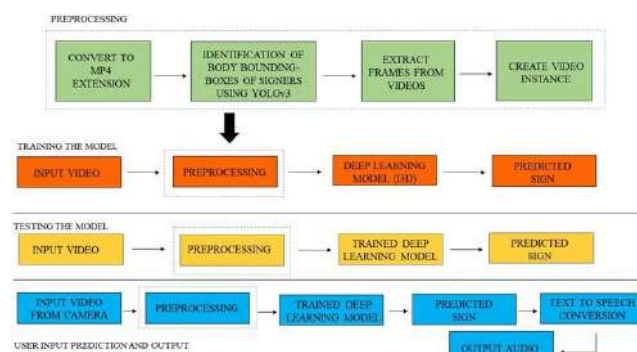 PREPROCESSING
CONVERT TO
MP4
EXTENSION
IDENTIFICATION OF
BODY BOUNDING-
BOXES OF SIGNERS
USING YOLOv3
EXTRACT
FRAMES FROM
VIDEOS
CREATE VIDEO
INSTANCE
TRAINING THE MODEL
INPUT VIDEO
PREPROCESSING
DEEP LEARNING
MODEL (I3D)
PREDICTED
SIGN
TESTING THE MODEL
INPUT VIDEO
PREPROCESSING
TRAINED DEEP
LEARNING MODEL
PREDICTED
SIGN
INPUT VIDEO
FROM CAMERA
PREPROCESSING
TRAINED DEEP
LEARNING MODEL
PREDICTED
SIGN
TEXT TO SPEECH
CONVERSION
USER INPUT PREDICTION AND OUTPUT
OUTPUT AUDIO